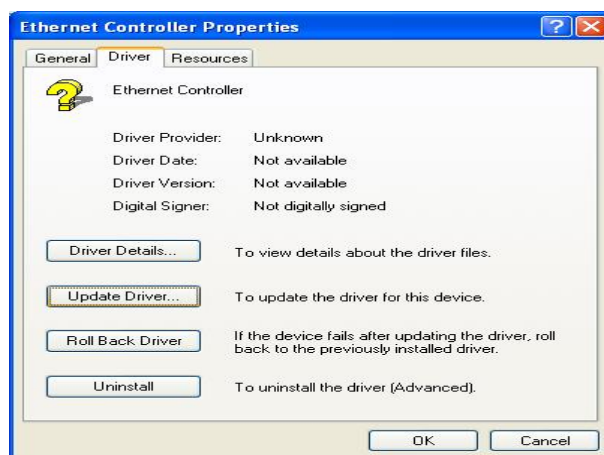 Ethernet Controller Properties
General Driver Resources
Ethernet Controller
Driver Provider: Unknown
Driver Date: Not available
Driver Version: Not available
Digital Signer: Not digitally signed
Driver Details... To view details about the driver files.
Update Driver... To update the driver for this device.
Roll Back Driver If the device fails after updating the driver, roll
back to the previously installed driver.
Uninstall To uninstall the driver (Advanced).
OK Cancel